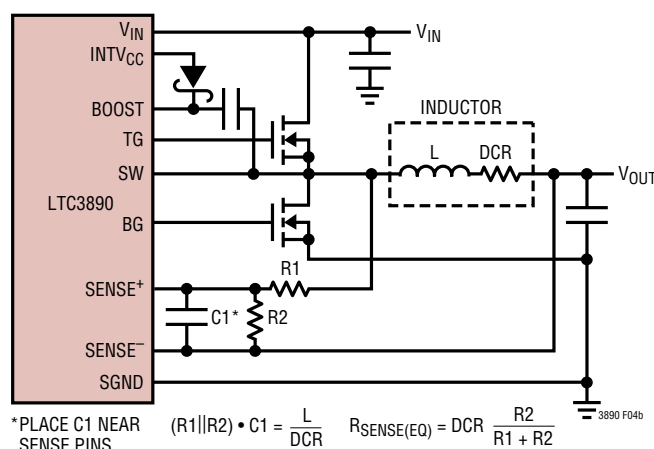 VIN
VIN
INTVCC
BOOST
INDUCTOR
TG
L DCR
SW
VOUT
LTC3890
BG
R1
SENSE+
C1* R2
SENSE–
SGND
3890 F04b
*PLACE C1 NEAR
SENSE PINS
(R1||R2) • C1 = L/DCR
RSENSE(EQ) = DCR R2/R1 + R2